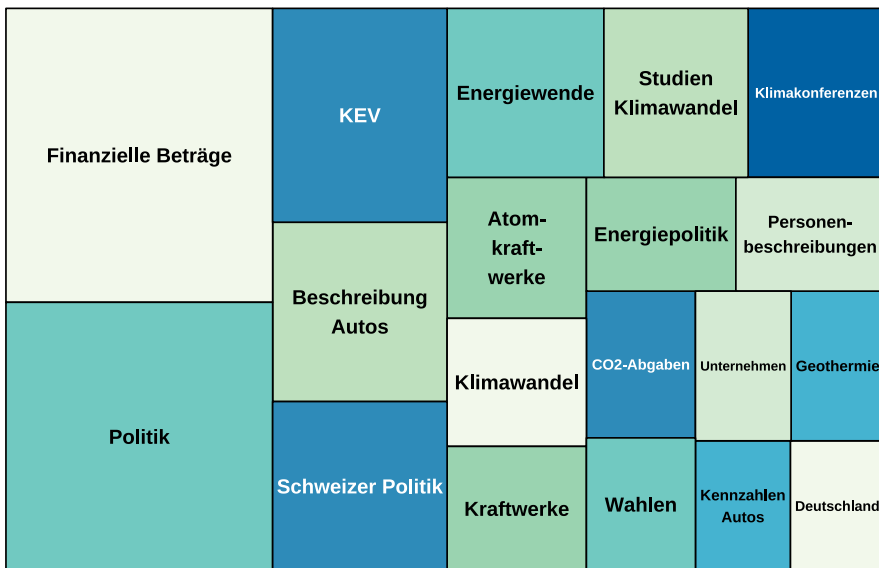 Finanzielle Beträge
Politik
KEV
Beschreibung
Autos
Schweizer Politik
Energiewende
Studien
Klimawandel
Klimakonferenzen
Atom-
kraft-
werke
Energiepolitik
Personen-
beschreibungen
Klimawandel
CO2-Abgaben
Unternehmen
Geothermie
Kraftwerke
Wahlen
Kennzahlen
Autos
Deutschland